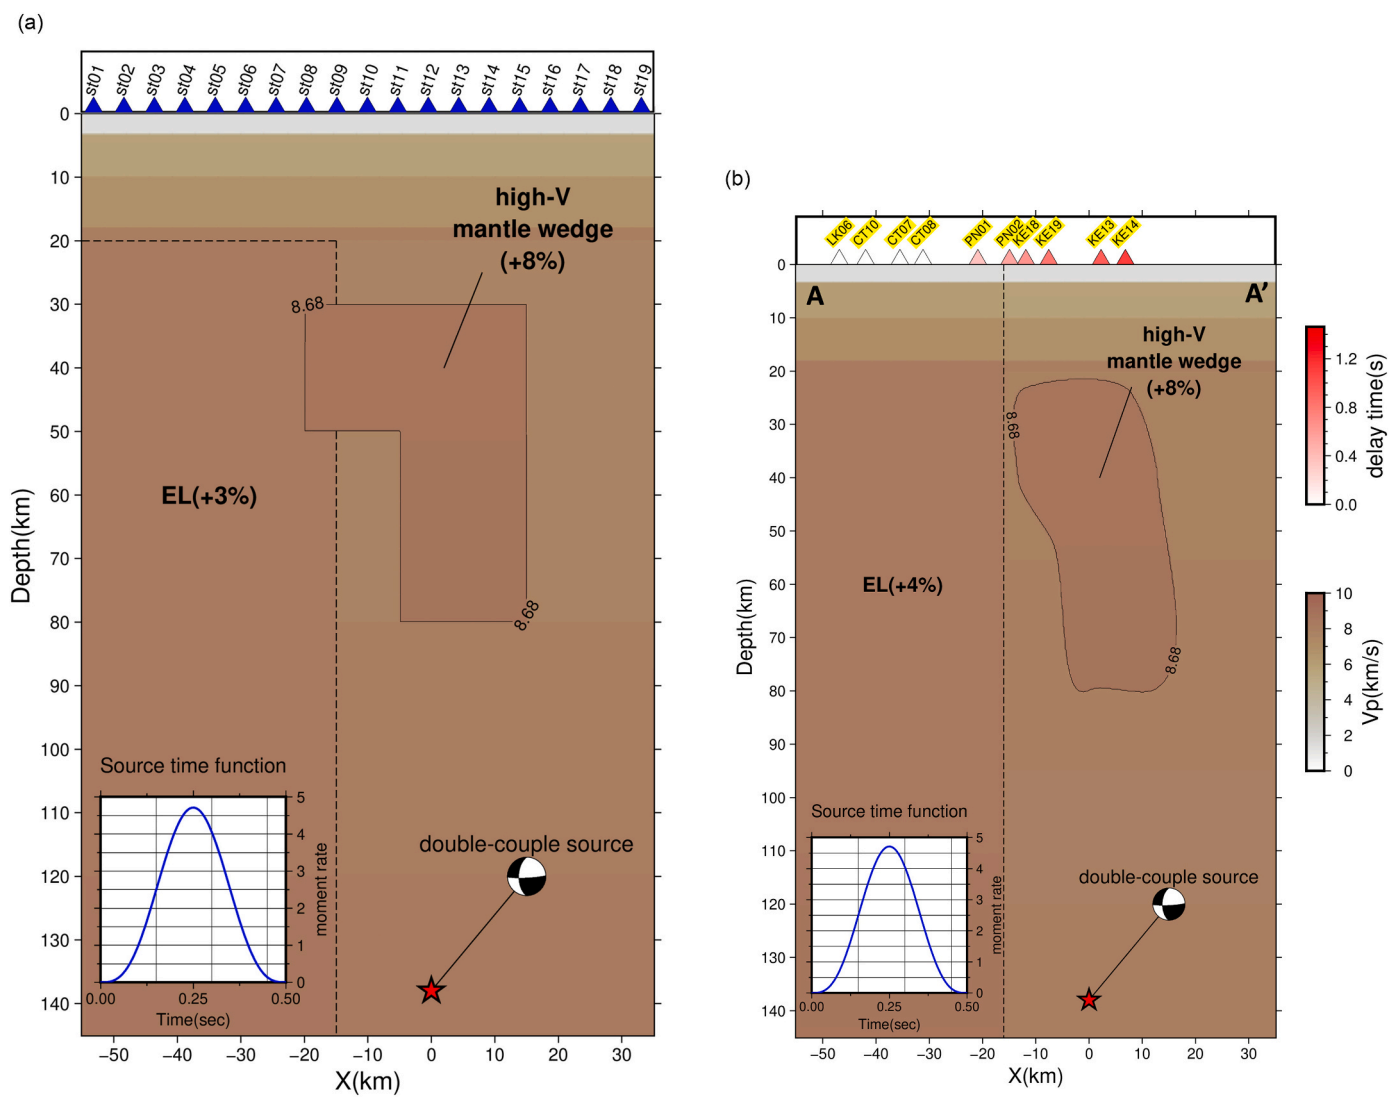 (a)
st01 st02 st03 st04 st05 st06 st07 st08 st09 st10 st11 st12 st13 st14 st15 st16 st17 st18 st19
0
10
20
30
40
50
60
70
80
90
100
110
120
130
140
Depth(km)
high-V
mantle wedge
(+8%)
8.68
EL(+3%)
8.68
Source time function
5
4
3
2
1
0
moment rate
0.00 0.25 0.50
Time(sec)
double-couple source
−50 −40 −30 −20 −10 0 10 20 30
X(km)
(b)
LK06 CT10 CT07 CT08 PN01 PN02 KE18 KE19 KE13 KE14
A A’
0
10
20
30
40
50
60
70
80
90
100
110
120
130
140
Depth(km)
high-V
mantle wedge
(+8%)
8.68
EL(+4%)
8.68
Source time function
5
4
3
2
1
0
moment rate
0.00 0.25 0.50
Time(sec)
double-couple source
−50 −40 −30 −20 −10 0 10 20 30
X(km)
1.2
0.8
0.4
0.0
delay time(s)
10
8
6
4
2
0
Vp(km/s)